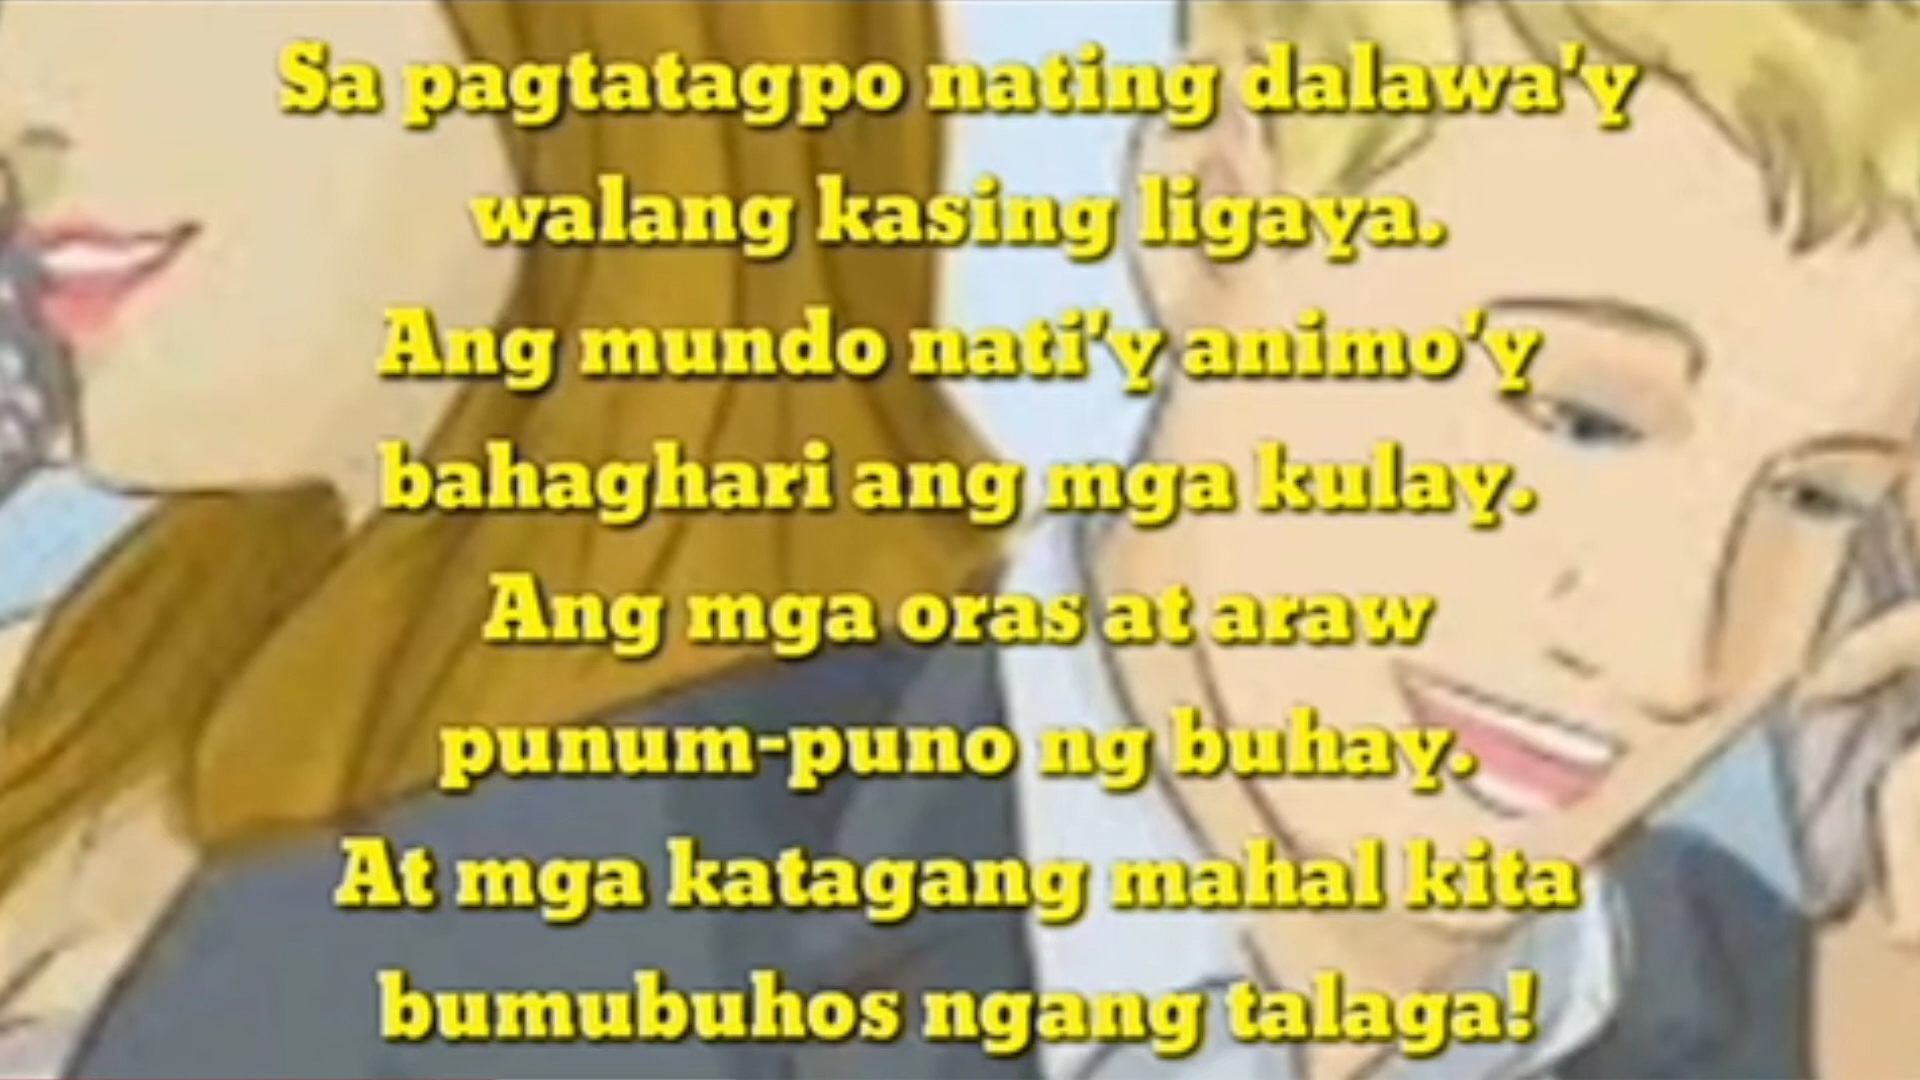 Sa pagtatagpo nating dalawa'y
walang kasing ligaya.
Ang mundo nati'y animo'y
bahaghari ang mga kulay.
Ang mga oras at araw
punum-puno ng buhay.
At mga katagang mahal kita
bumubuhos ngang talaga!